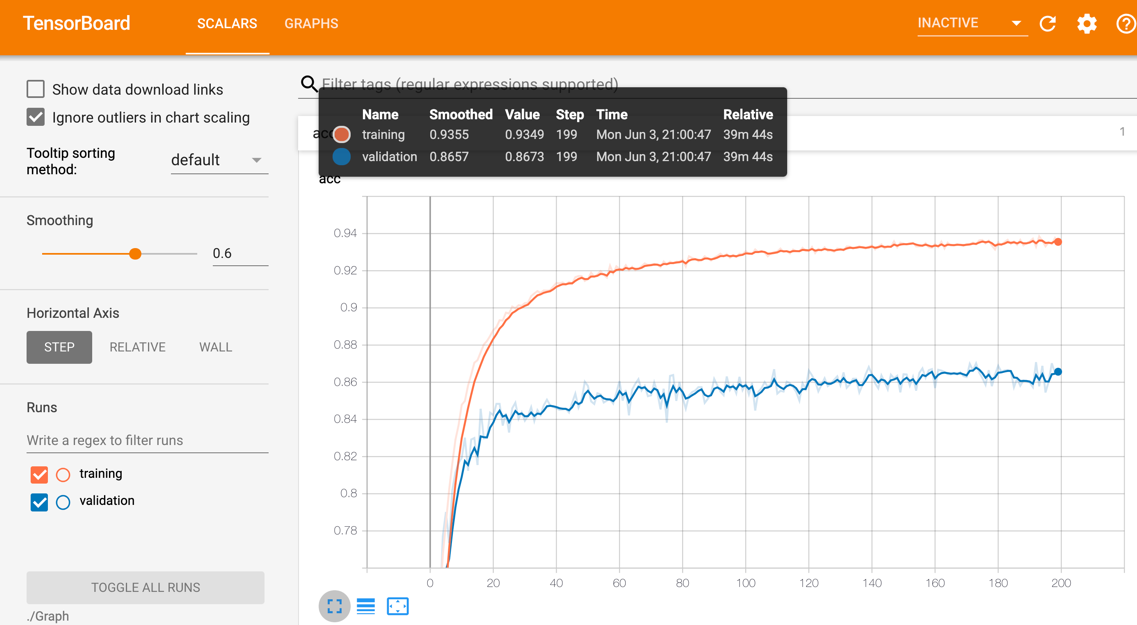 TensorBoard SCALARS GRAPHS INACTIVE
Show data download links
Ignore outliers in chart scaling
Tooltip sorting
method:
default
Smoothing
0.6
Horizontal Axis
STEP RELATIVE WALL
Runs
Write a regex to filter runs
training
validation
TOGGLE ALL RUNS
./Graph
Filter tags (regular expressions supported)
Name Smoothed Value Step Time Relative
training 0.9355 0.9349 199 Mon Jun 3, 21:00:47 39m 44s
validation 0.8657 0.8673 199 Mon Jun 3, 21:00:47 39m 44s
acc 1
acc
0.94
0.92
0.9
0.88
0.86
0.84
0.82
0.8
0.78
0 20 40 60 80 100 120 140 160 180 200